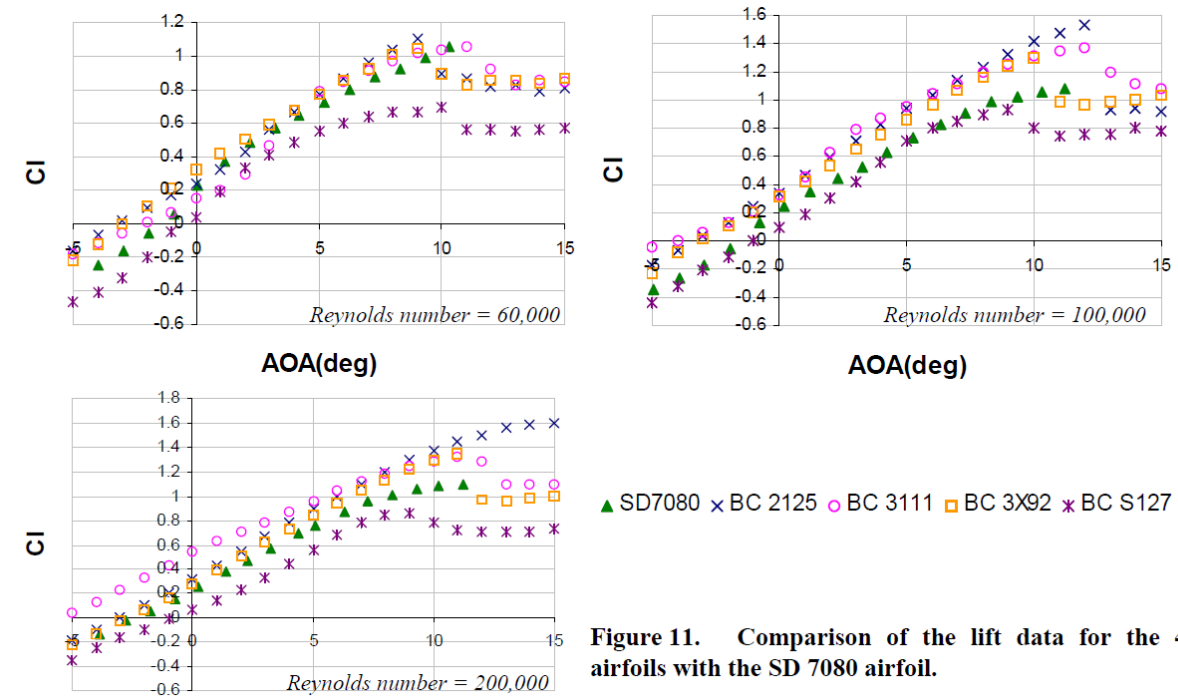 1.2
1
0.8
0.6
0.4
0.2
0
-0.2
-0.4
-0.6
-5 0 5 10 15
Cl
Reynolds number = 60,000
AOA(deg)
1.6
1.4
1.2
1
0.8
0.6
0.4
0.2
0
-0.2
-0.4
-0.6
-5 0 5 10 15
Cl
Reynolds number = 100,000
AOA(deg)
1.8
1.6
1.4
1.2
1
0.8
0.6
0.4
0.2
0
-0.2
-0.4
-0.6
-5 0 5 10 15
Cl
Reynolds number = 200,000
SD7080 BC 2125 BC 3111 BC 3X92 BC S127
Figure 11. Comparison of the lift data for the
airfoils with the SD 7080 airfoil.